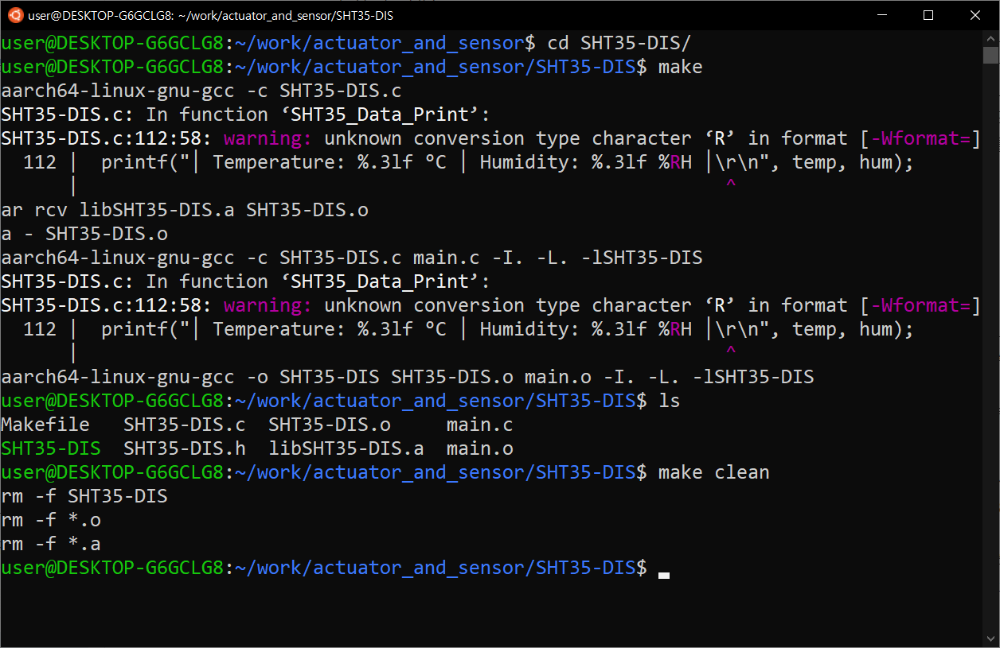 user@DESKTOP-G6GCLG8: ~/work/actuator_and_sensor/SHT35-DIS
user@DESKTOP-G6GCLG8:~/work/actuator_and_sensor$ cd SHT35-DIS/
user@DESKTOP-G6GCLG8:~/work/actuator_and_sensor/SHT35-DIS$ make
aarch64-linux-gnu-gcc -c SHT35-DIS.c
SHT35-DIS.c: In function ‘SHT35_Data_Print’:
SHT35-DIS.c:112:58: warning: unknown conversion type character ‘R’ in format [-Wformat=]
  112 |  printf("| Temperature: %.3lf ºC | Humidity: %.3lf %RH |\r\n", temp, hum);
      |                                                          ^
ar rcv libSHT35-DIS.a SHT35-DIS.o
a - SHT35-DIS.o
aarch64-linux-gnu-gcc -c SHT35-DIS.c main.c -I. -L. -lSHT35-DIS
SHT35-DIS.c: In function ‘SHT35_Data_Print’:
SHT35-DIS.c:112:58: warning: unknown conversion type character ‘R’ in format [-Wformat=]
  112 |  printf("| Temperature: %.3lf ºC | Humidity: %.3lf %RH |\r\n", temp, hum);
      |                                                          ^
aarch64-linux-gnu-gcc -o SHT35-DIS SHT35-DIS.o main.o -I. -L. -lSHT35-DIS
user@DESKTOP-G6GCLG8:~/work/actuator_and_sensor/SHT35-DIS$ ls
Makefile   SHT35-DIS.c  SHT35-DIS.o     main.c
SHT35-DIS  SHT35-DIS.h  libSHT35-DIS.a  main.o
user@DESKTOP-G6GCLG8:~/work/actuator_and_sensor/SHT35-DIS$ make clean
rm -f SHT35-DIS
rm -f *.o
rm -f *.a
user@DESKTOP-G6GCLG8:~/work/actuator_and_sensor/SHT35-DIS$